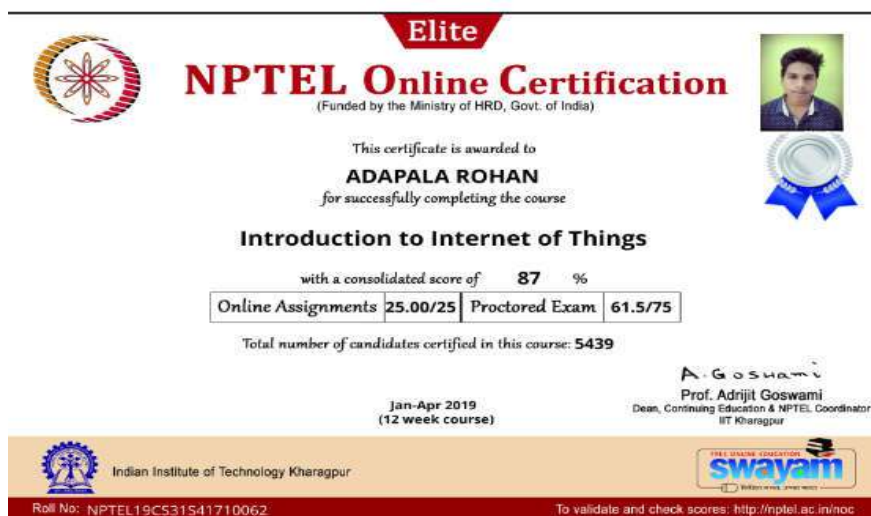 Elite
NPTEL Online Certification
(Funded by the Ministry of HRD, Govt. of India)
This certificate is awarded to
ADAPALA ROHAN
for successfully completing the course
Introduction to Internet of Things
with a consolidated score of 87 %
Online Assignments 25.00/25 Proctored Exam 61.5/75
Total number of candidates certified in this course: 5439
A. Goswami
Prof. Adrijit Goswami
Dean, Continuing Education & NPTEL Coordinator
IIT Kharagpur
Jan-Apr 2019
(12 week course)
Indian Institute of Technology Kharagpur
FREE ONLINE EDUCATION
swayam
Roll No: NPTEL19CS31S41710062
To validate and check scores: http://nptel.ac.in/noc